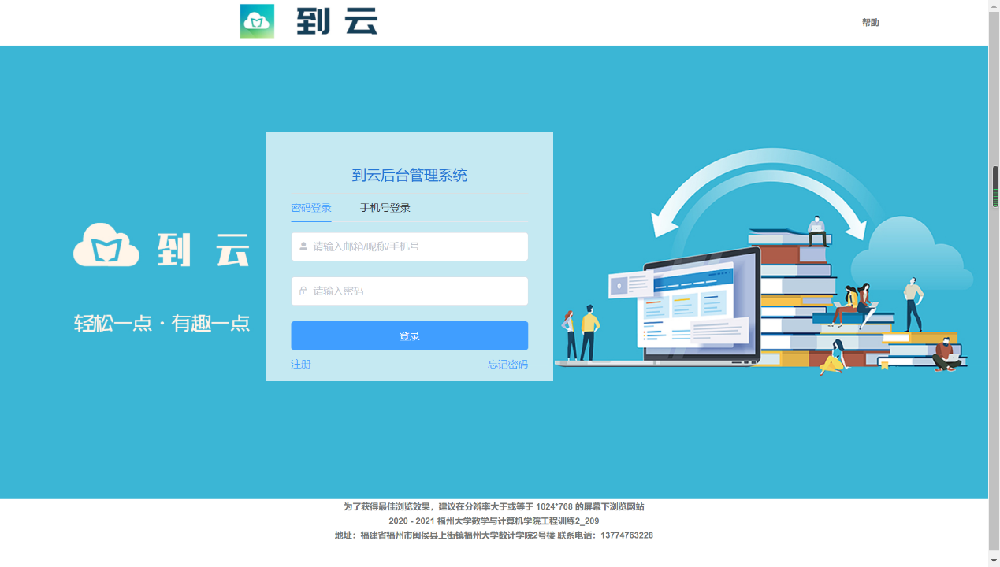 到 云
帮助
到云后台管理系统
密码登录 手机号登录
请输入邮箱/昵称/手机号
请输入密码
登录
注册 忘记密码
到 云
轻松一点·有趣一点
为了获得最佳浏览效果，建议在分辨率大于或等于 1024*768 的屏幕下浏览网站
2020 - 2021 福州大学数学与计算机学院工程训练2_209
地址：福建省福州市闽侯县上街镇福州大学数计学院2号楼 联系电话：13774763228